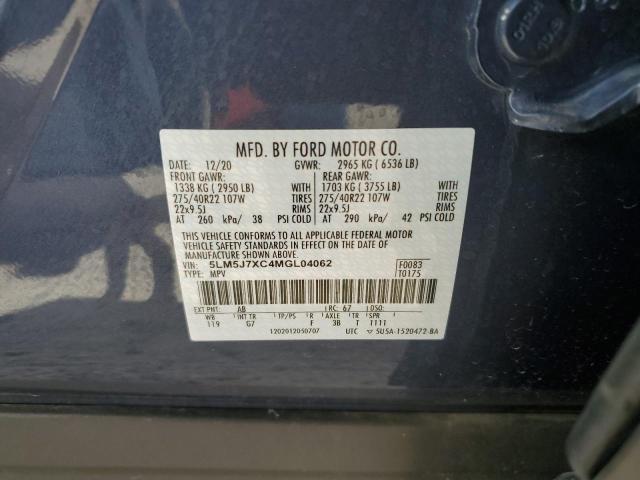 MFD. BY FORD MOTOR CO.
DATE: 12/20 GVWR: 2965 KG ( 6536 LB)
FRONT GAWR: REAR GAWR:
1338 KG ( 2950 LB) WITH 1703 KG ( 3755 LB) WITH
275/40R22 107W TIRES 275/40R22 107W TIRES
22x9.5J RIMS 22x9.5J RIMS
AT 260 kPa/ 38 PSI COLD AT 290 kPa/ 42 PSI COLD
THIS VEHICLE CONFORMS TO ALL APPLICABLE FEDERAL MOTOR
VEHICLE SAFETY STANDARDS IN EFFECT ON THE DATE OF
MANUFACTURE SHOWN ABOVE.
VIN: 5LM5J7XC4MGL04062 F0083
TYPE: MPV T0175
EXT PNT: AB RC: 67 DSO:
WB INT TR TP/PS R AXLE TR SPR
119 G7 F 3B T TTTT
1202012050707 UTC 5U5A-1520472-BA